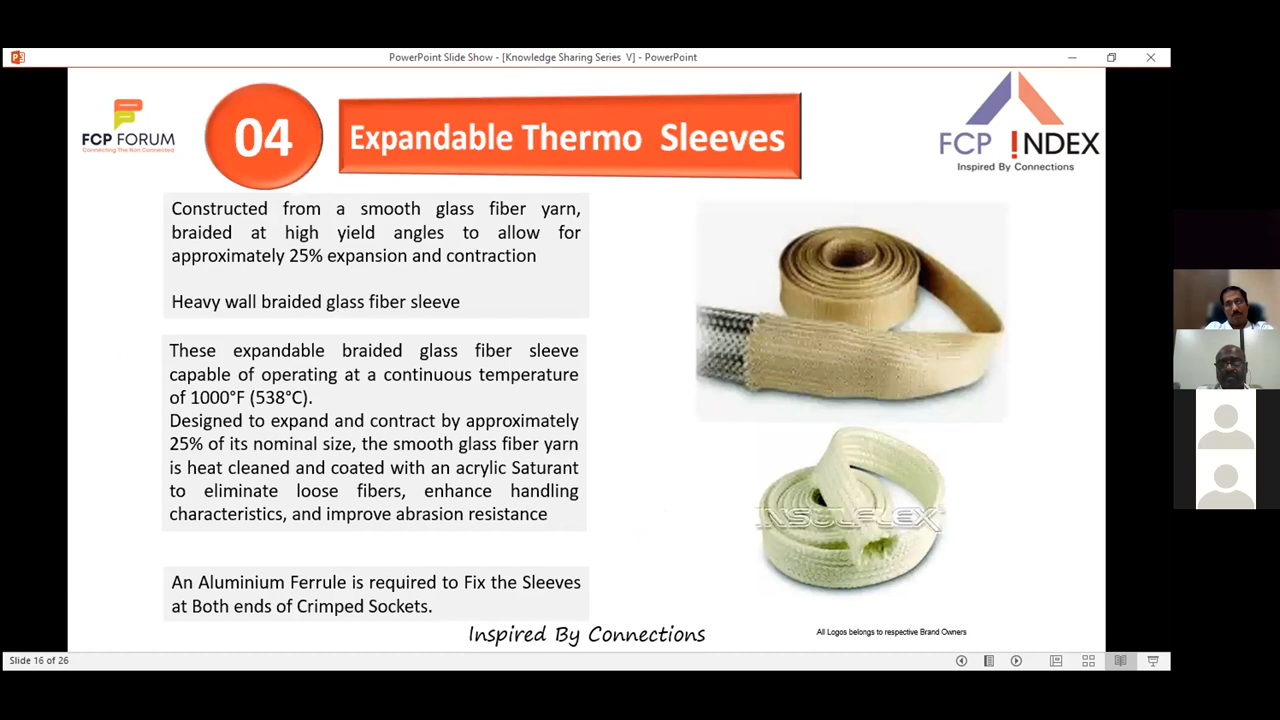 PowerPoint Slide Show - [Knowledge Sharing Series V] - PowerPoint
FCP FORUM
Connecting The Non Connected
04
Expandable Thermo Sleeves
FCP !NDEX
Inspired By Connections
Constructed from a smooth glass fiber yarn,
braided at high yield angles to allow for
approximately 25% expansion and contraction
Heavy wall braided glass fiber sleeve
These expandable braided glass fiber sleeve
capable of operating at a continuous temperature
of 1000°F (538°C).
Designed to expand and contract by approximately
25% of its nominal size, the smooth glass fiber yarn
is heat cleaned and coated with an acrylic Saturant
to eliminate loose fibers, enhance handling
characteristics, and improve abrasion resistance
INSULFLEX
An Aluminium Ferrule is required to Fix the Sleeves
at Both ends of Crimped Sockets.
Inspired By Connections
All Logos belongs to respective Brand Owners
Slide 16 of 26